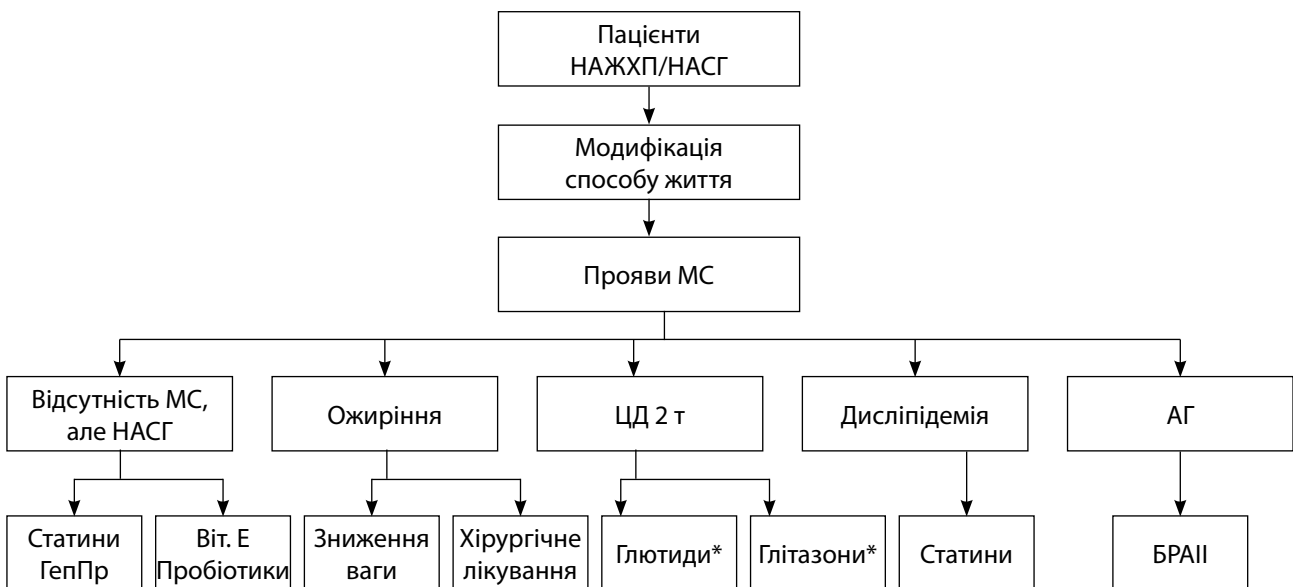 Пацієнти
НАЖХП/НАСГ
Модифікація
способу життя
Прояви МС
Відсутність МС,
але НАСГ
Ожиріння
ЦД 2 т
Дисліпідемія
АГ
Статини
ГепПр
Віт. Е
Пробіотики
Зниження
ваги
Хірургічне
лікування
Глютиди*
Глітазони*
Статини
БРАІІ